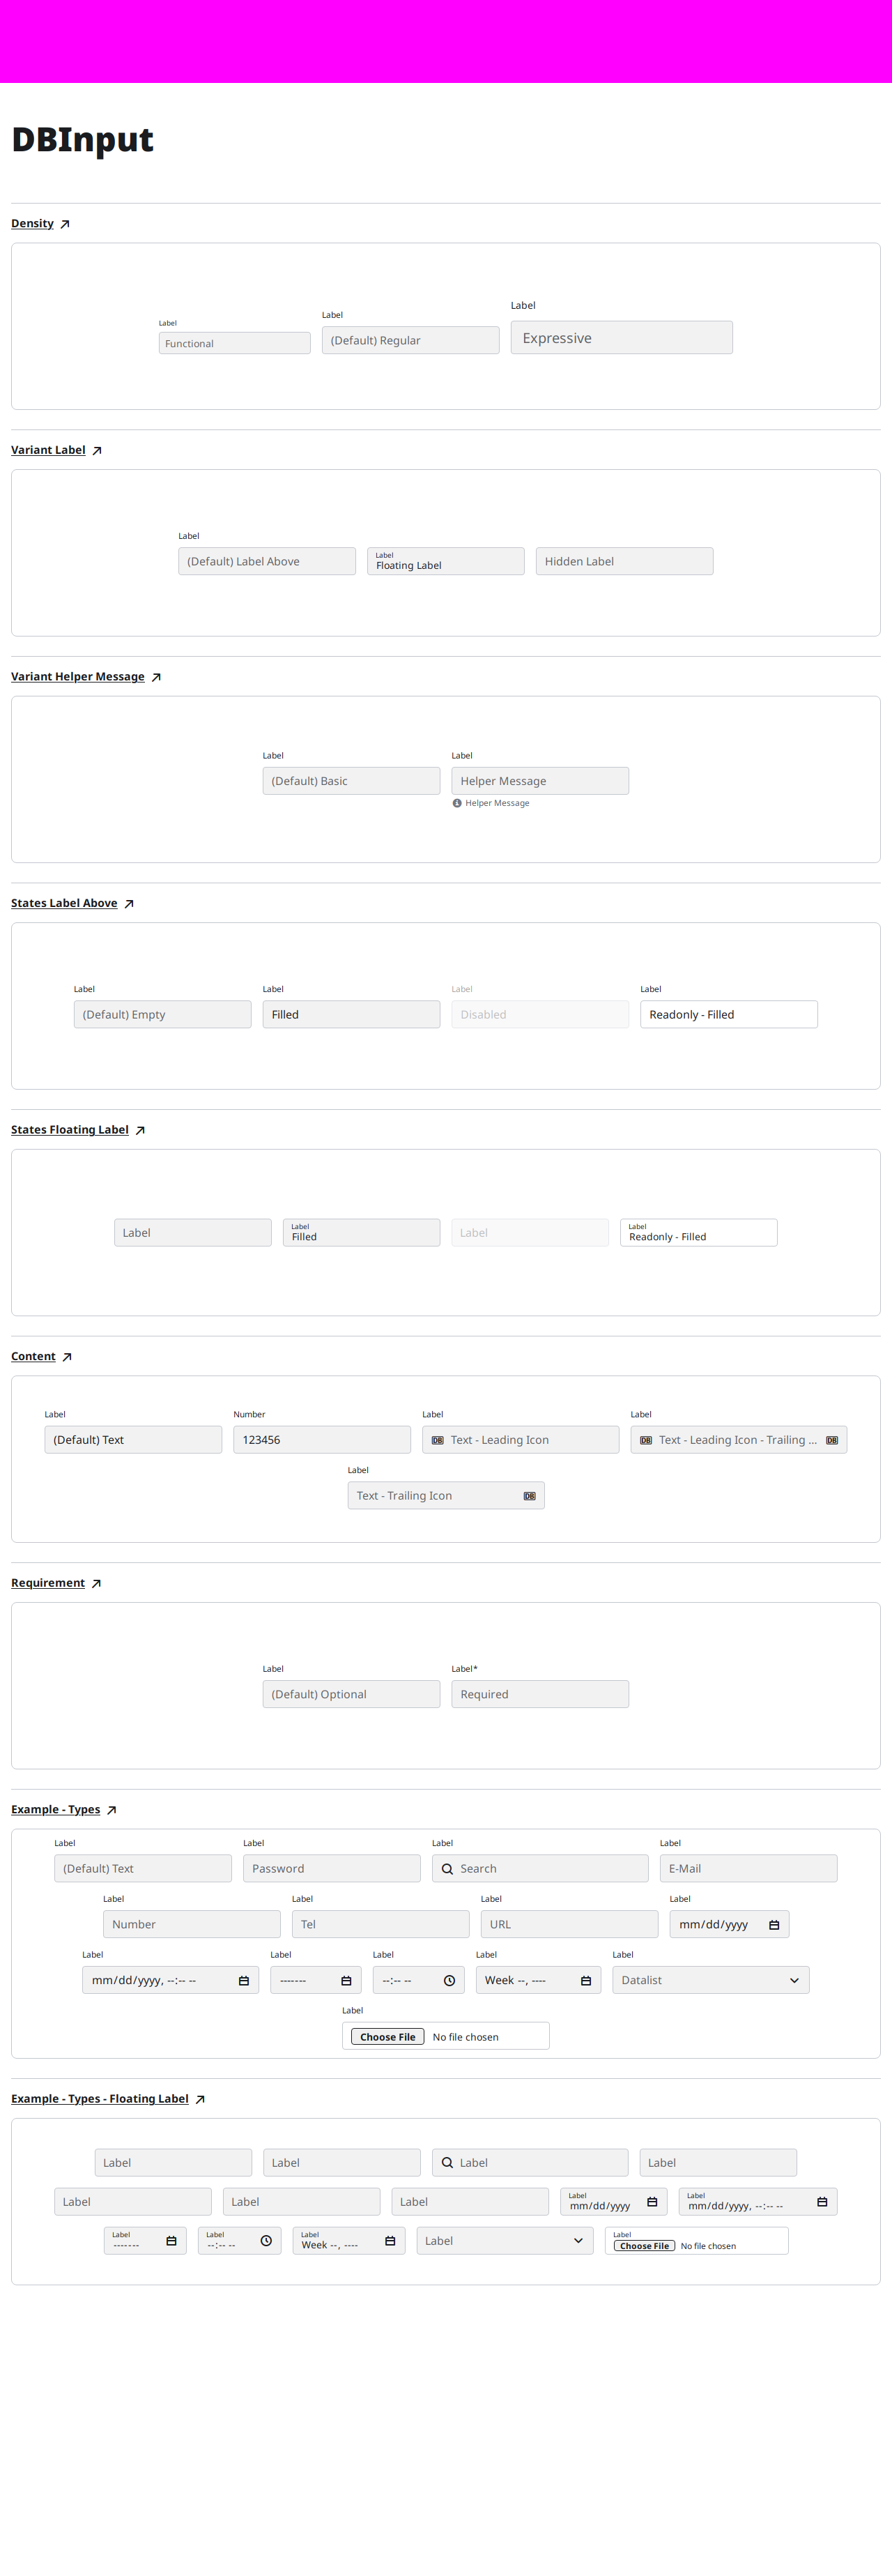 DBInput
Density
Label Label Label
Functional (Default) Regular Expressive
Variant Label
Label
(Default) Label Above Label Floating Label Hidden Label
Variant Helper Message
Label Label
(Default) Basic Helper Message
Helper Message
States Label Above
Label Label Label Label
(Default) Empty Filled Disabled Readonly - Filled
States Floating Label
Label Label Filled Label Label Readonly - Filled
Content
Label Number Label Label
(Default) Text 123456 DB Text - Leading Icon DB Text - Leading Icon - Trailing ... DB
Label
Text - Trailing Icon DB
Requirement
Label Label*
(Default) Optional Required
Example - Types
Label Label Label Label
(Default) Text Password Search E-Mail
Label Label Label Label
Number Tel URL mm/dd/yyyy
Label Label Label Label Label
mm/dd/yyyy, --:-- -- ------- --:-- -- Week --, ---- Datalist
Label
Choose File No file chosen
Example - Types - Floating Label
Label Label Label Label
Label Label Label Label mm/dd/yyyy Label mm/dd/yyyy, --:-- --
Label ------- Label --:-- -- Label Week --, ---- Label Label Choose File No file chosen